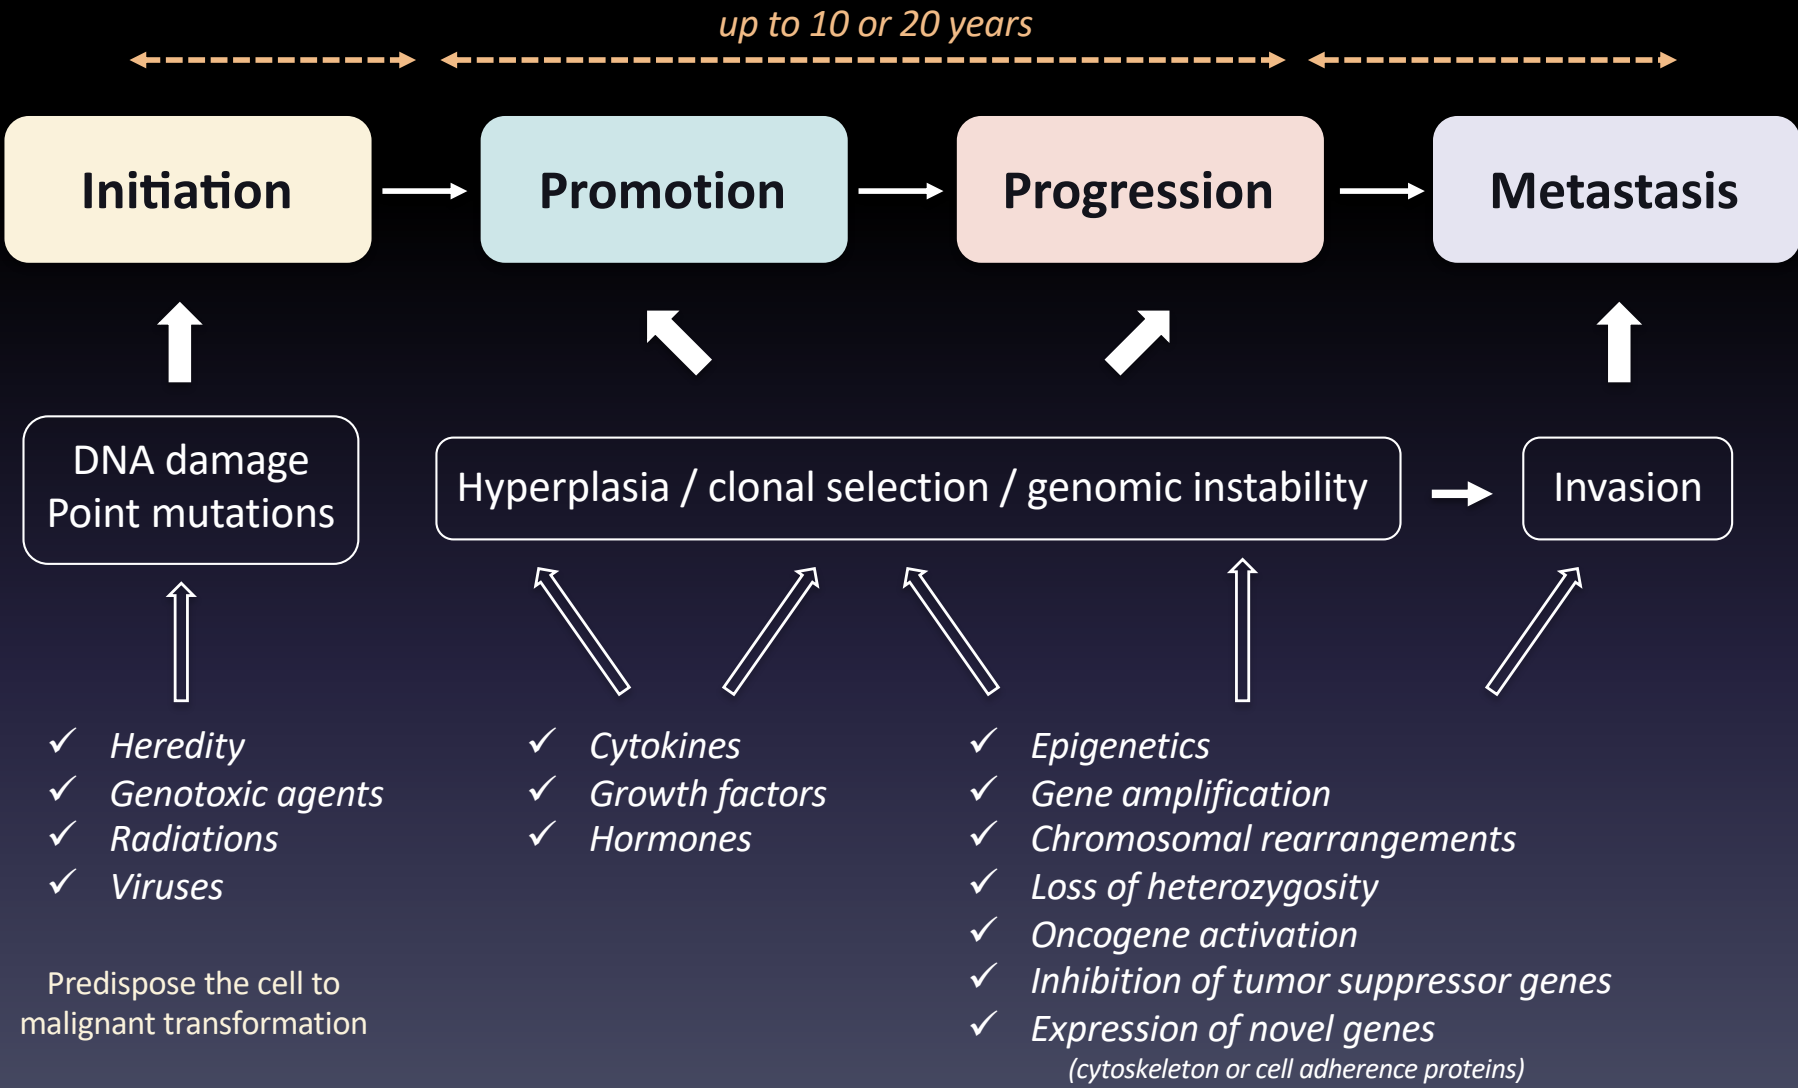 up to 10 or 20 years
Initiation
Promotion
Progression
Metastasis
DNA damage
Point mutations
Hyperplasia / clonal selection / genomic instability
Invasion
✓ Heredity
✓ Genotoxic agents
✓ Radiations
✓ Viruses
Predispose the cell to
malignant transformation
✓ Cytokines
✓ Growth factors
✓ Hormones
✓ Epigenetics
✓ Gene amplification
✓ Chromosomal rearrangements
✓ Loss of heterozygosity
✓ Oncogene activation
✓ Inhibition of tumor suppressor genes
✓ Expression of novel genes
(cytoskeleton or cell adherence proteins)